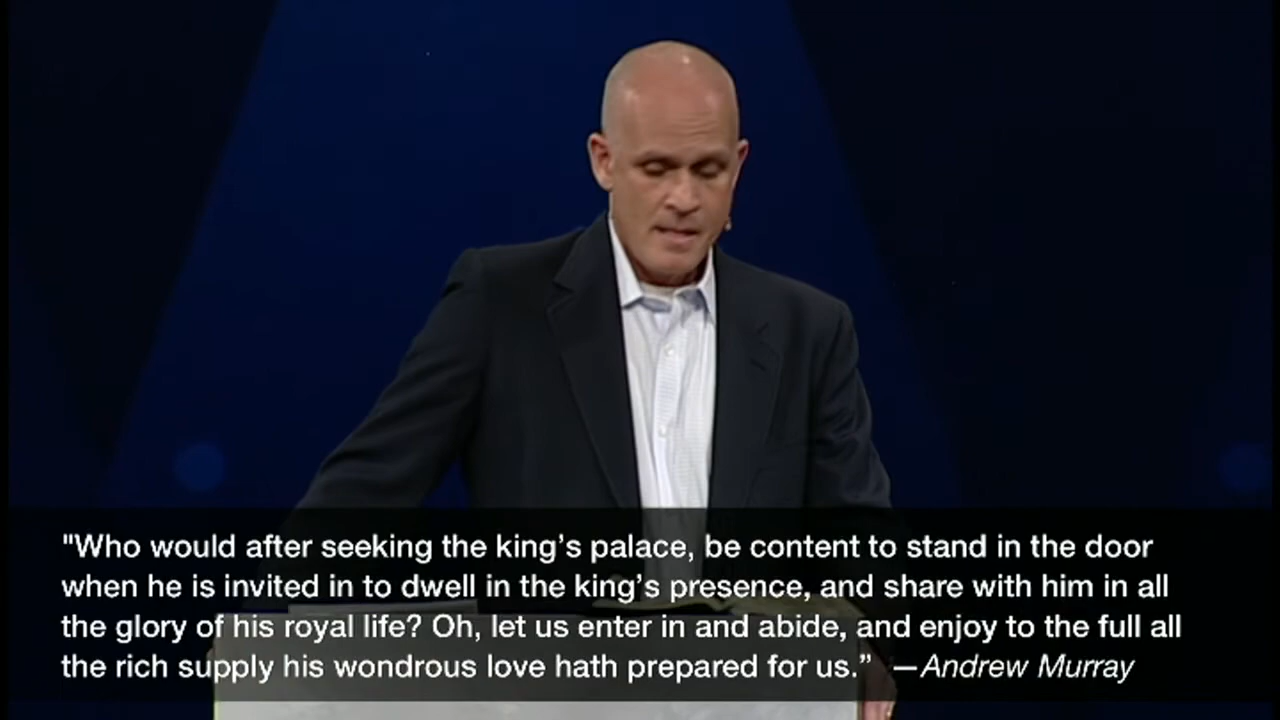 "Who would after seeking the king’s palace, be content to stand in the door
when he is invited in to dwell in the king’s presence, and share with him in all
the glory of his royal life? Oh, let us enter in and abide, and enjoy to the full all
the rich supply his wondrous love hath prepared for us.” —Andrew Murray